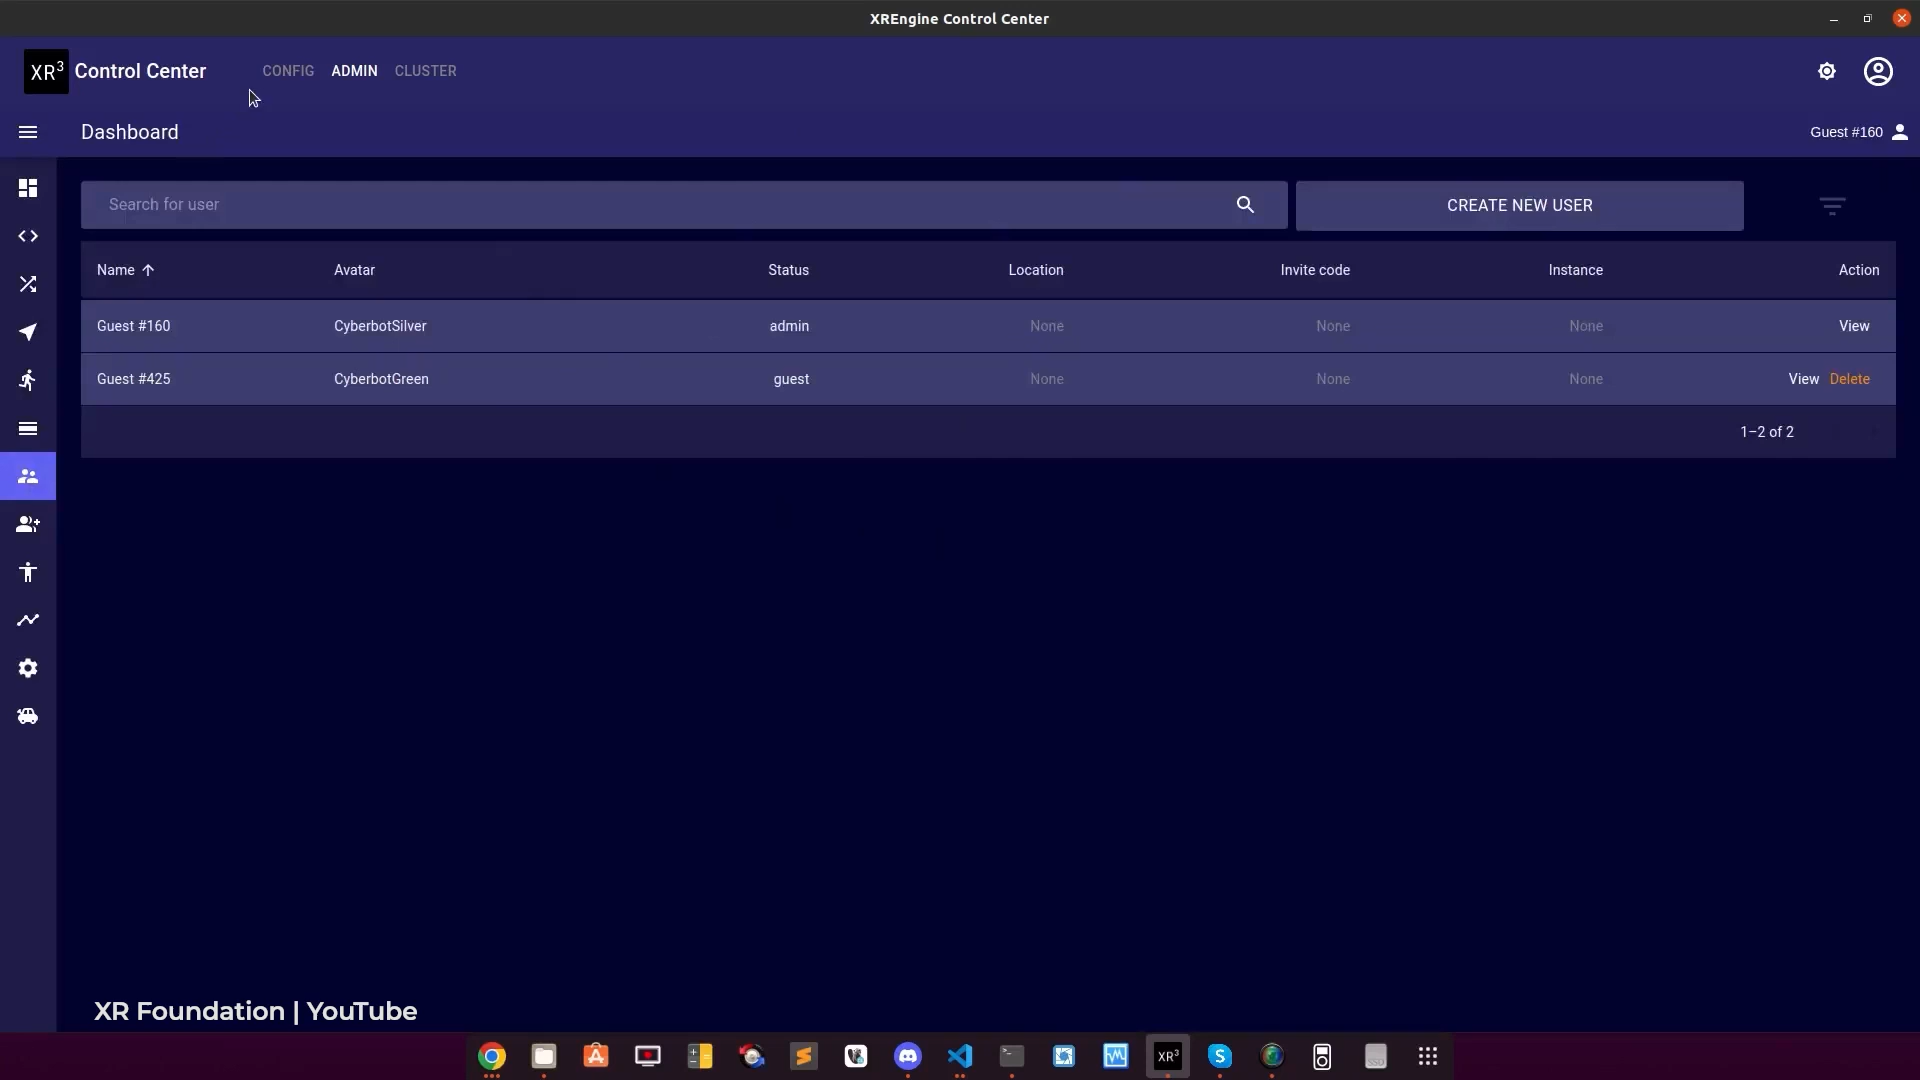 XREngine Control Center
XR³ Control Center CONFIG ADMIN CLUSTER
Dashboard Guest #160
Search for user CREATE NEW USER
Name Avatar Status Location Invite code Instance Action
Guest #160 CyberbotSilver admin None None None View
Guest #425 CyberbotGreen guest None None None View Delete
1–2 of 2
XR Foundation | YouTube
XR³